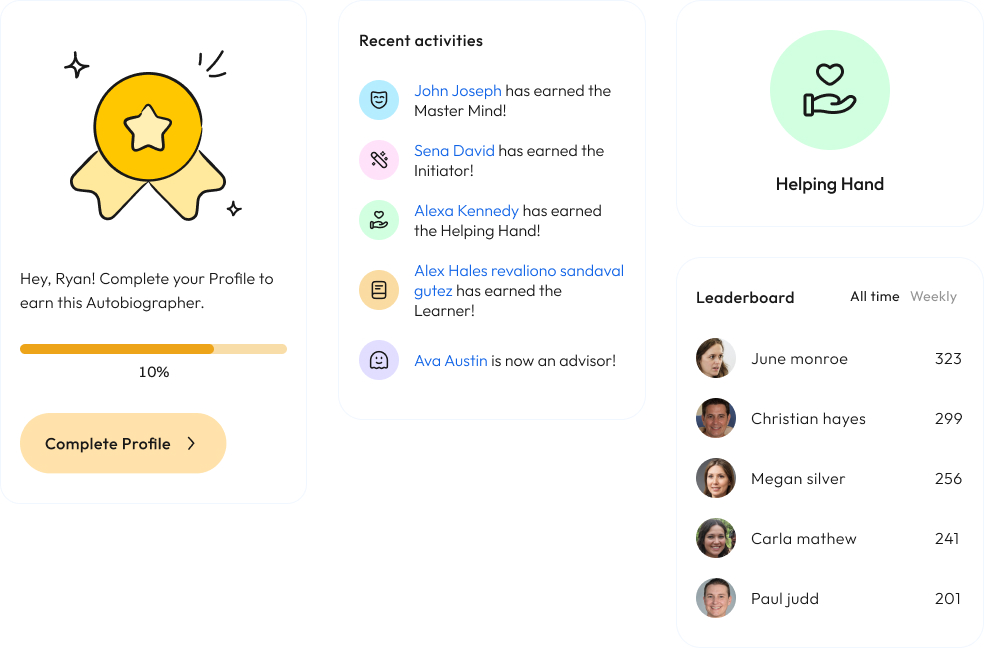 Hey, Ryan! Complete your Profile to
earn this Autobiographer.
10%
Complete Profile
Recent activities
John Joseph has earned the
Master Mind!
Sena David has earned the
Initiator!
Alexa Kennedy has earned
the Helping Hand!
Alex Hales revaliono sandaval
gutez has earned the
Learner!
Ava Austin is now an advisor!
Helping Hand
Leaderboard All time Weekly
June monroe 323
Christian hayes 299
Megan silver 256
Carla mathew 241
Paul judd 201